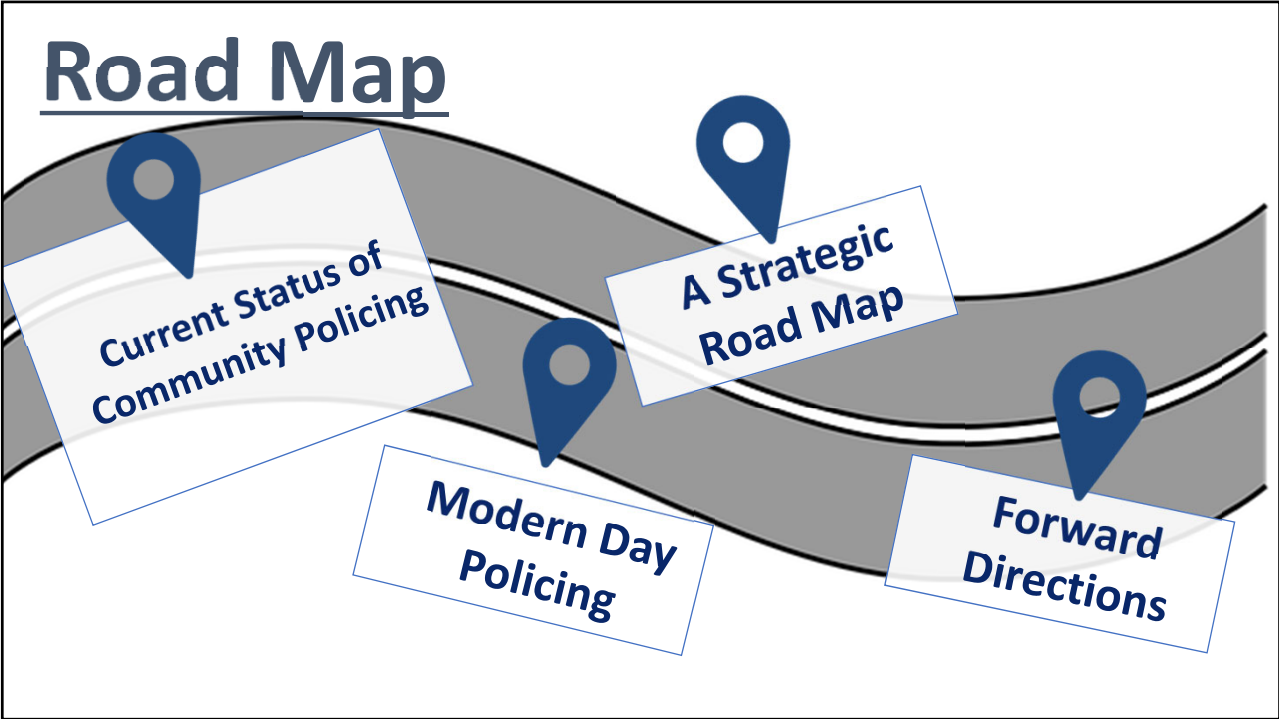 Road Map
Current Status of
Community Policing
Modern Day
Policing
A Strategic
Road Map
Forward
Directions